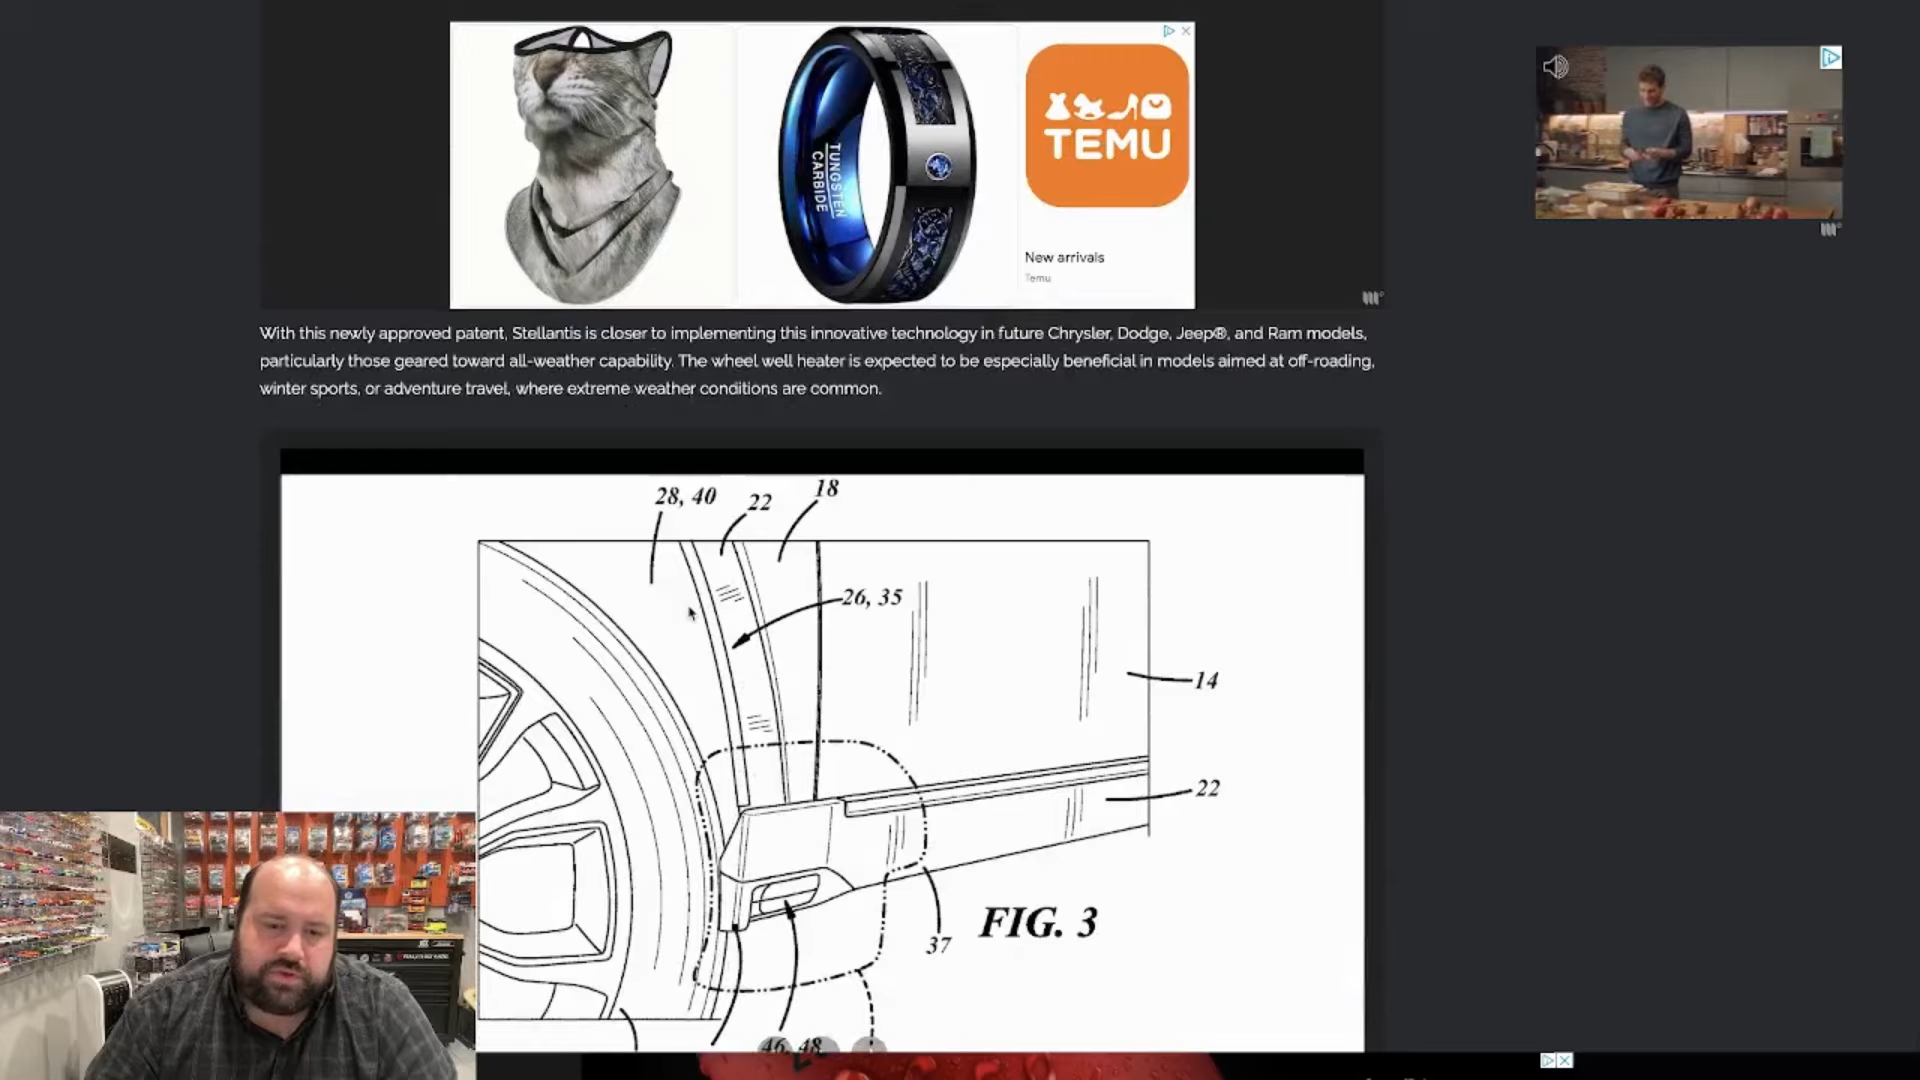 TUNGSTEN
CARBIDE
TEMU
New arrivals
Temu
With this newly approved patent, Stellantis is closer to implementing this innovative technology in future Chrysler, Dodge, Jeep®, and Ram models,
particularly those geared toward all-weather capability. The wheel well heater is expected to be especially beneficial in models aimed at off-roading,
winter sports, or adventure travel, where extreme weather conditions are common.
28, 40
22
18
26, 35
14
22
37
FIG. 3
46, 48